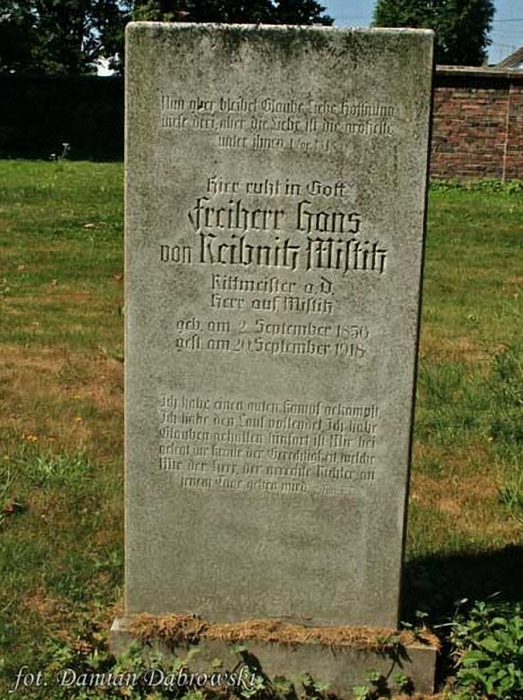 Nun aber bleibet Glaube Liebe Hoffnung
diese drei, aber die Liebe ist die größeste
unter ihnen 1 Cor. 13
Hier ruht in Gott
Freiherr Hans
von Reibnitz Mistitz
Rittmeister a. d.
Herr auf Mistitz
geb. am 2. September 1850
gest. am 20. September 1918
Ich habe einen guten Kampf gekämpft
Ich habe den Lauf vollendet, Ich habe
Glauben gehalten hinfort ist Mir bei
gelegt die Krone der Gerechtigkeit welche
Mir der Herr, der gerechte Richter an
jenem Tage geben wird
fot. Damian Dąbrowski